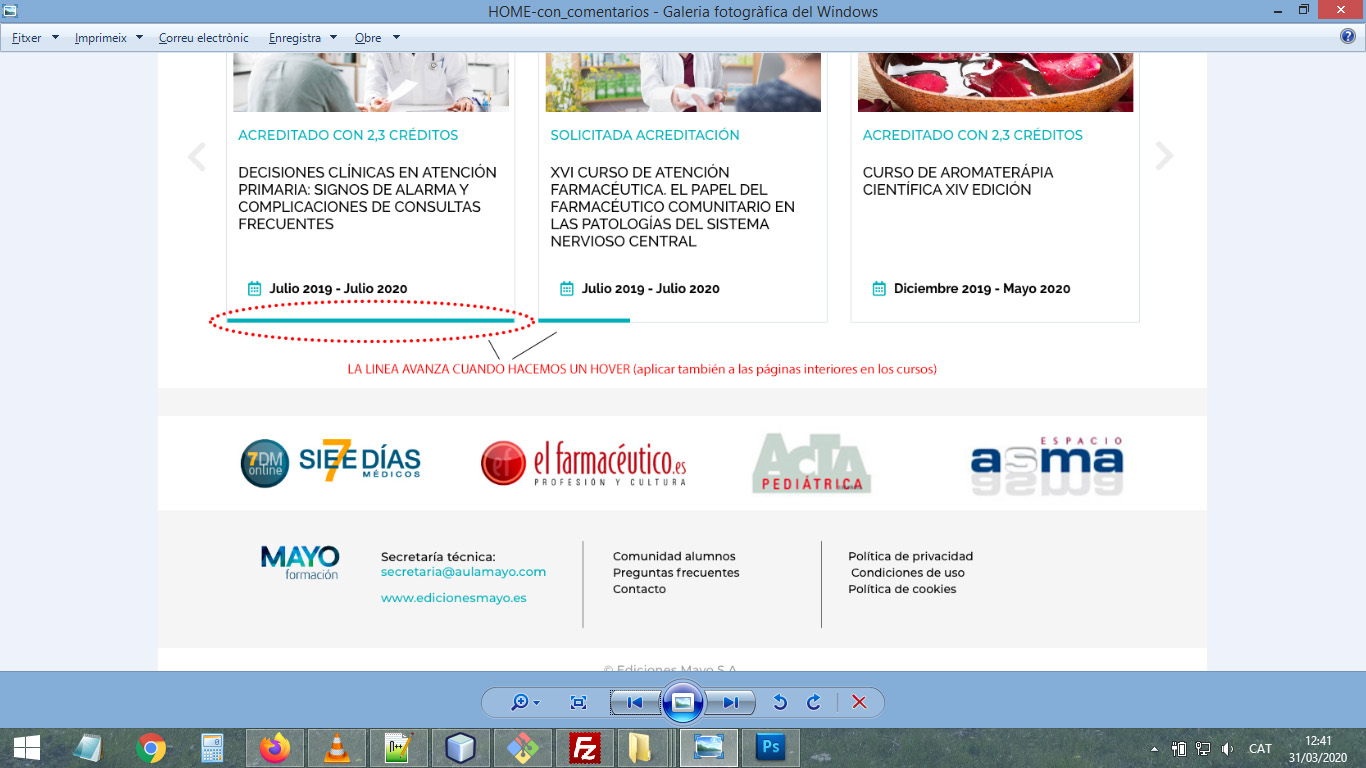 HOME-con_comentarios - Galeria fotogràfica del Windows
Fitxer Imprimeix Correu electrònic Enregistra Obre
ACREDITADO CON 2,3 CRÉDITOS
DECISIONES CLÍNICAS EN ATENCIÓN
PRIMARIA: SIGNOS DE ALARMA Y
COMPLICACIONES DE CONSULTAS
FRECUENTES
Julio 2019 - Julio 2020
SOLICITADA ACREDITACIÓN
XVI CURSO DE ATENCIÓN
FARMACÉUTICA. EL PAPEL DEL
FARMACÉUTICO COMUNITARIO EN
LAS PATOLOGÍAS DEL SISTEMA
NERVIOSO CENTRAL
Julio 2019 - Julio 2020
ACREDITADO CON 2,3 CRÉDITOS
CURSO DE AROMATERÁPIA
CIENTÍFICA XIV EDICIÓN
Diciembre 2019 - Mayo 2020
LA LINEA AVANZA CUANDO HACEMOS UN HOVER (aplicar también a las páginas interiores en los cursos)
7DM
online
SIE7E DÍAS
MÉDICOS
ef
el farmacéutico.es
PROFESIÓN Y CULTURA
ACTA
PEDIÁTRICA
ESPACIO
asma
MAYO
formación
Secretaría técnica:
secretaria@aulamayo.com
www.edicionesmayo.es
Comunidad alumnos
Preguntas frecuentes
Contacto
Política de privacidad
Condiciones de uso
Política de cookies
© Ediciones Mayo S.A.
Fz
Ps
CAT
12:41
31/03/2020